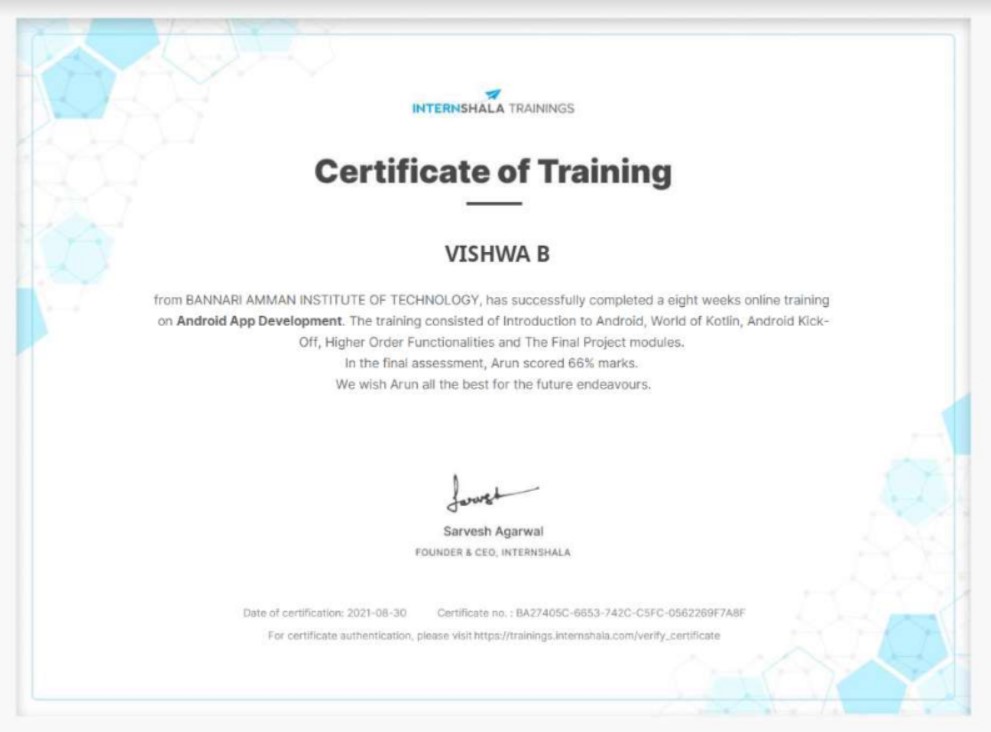 INTERNSHALA TRAININGS
Certificate of Training
VISHWA B
from BANNARI AMMAN INSTITUTE OF TECHNOLOGY, has successfully completed a eight weeks online training
on Android App Development. The training consisted of Introduction to Android, World of Kotlin, Android Kick-
Off, Higher Order Functionalities and The Final Project modules.
In the final assessment, Arun scored 66% marks.
We wish Arun all the best for the future endeavours.
Sarvesh
Sarvesh Agarwal
FOUNDER & CEO, INTERNSHALA
Date of certification: 2021-08-30 Certificate no. : BA27405C-6653-742C-C5FC-0562269F7A8F
For certificate authentication, please visit https://trainings.internshala.com/verify_certificate